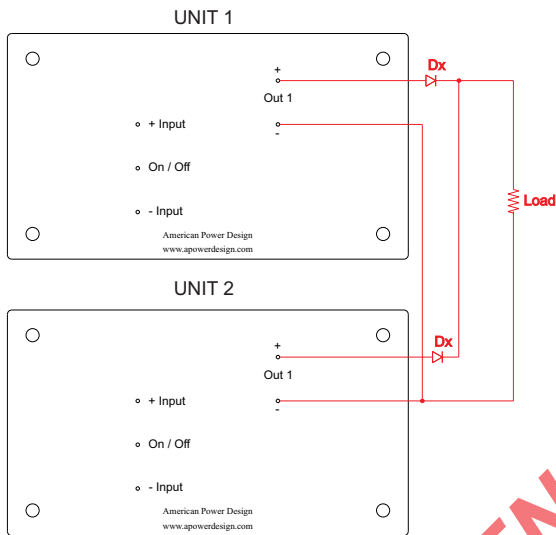 UNIT 1
+
Dx
Out 1
+ Input
-
On / Off
Load
- Input
American Power Design
www.apowerdesign.com
UNIT 2
+
Dx
Out 1
+ Input
-
On / Off
- Input
American Power Design
www.apowerdesign.com